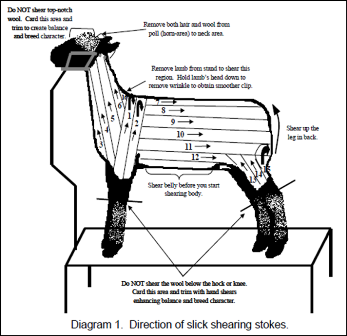 Do NOT shear top-notch
wool. Card this area and
trim to create balance
and breed character.
Remove both hair and wool from
poll (horn-area) to neck area.
Remove lamb from stand to shear this
region. Hold lamb's head down to
remove wrinkle to obtain smoother clip.
7
8
9
10
11
12
6
5
4
3
1
2
13
14
Shear up the
leg in back.
Shear belly before you start
shearing body.
Do NOT shear the wool below the hock or knee.
Card this area and trim with hand shears
enhancing balance and breed character.
Diagram 1. Direction of slick shearing stokes.